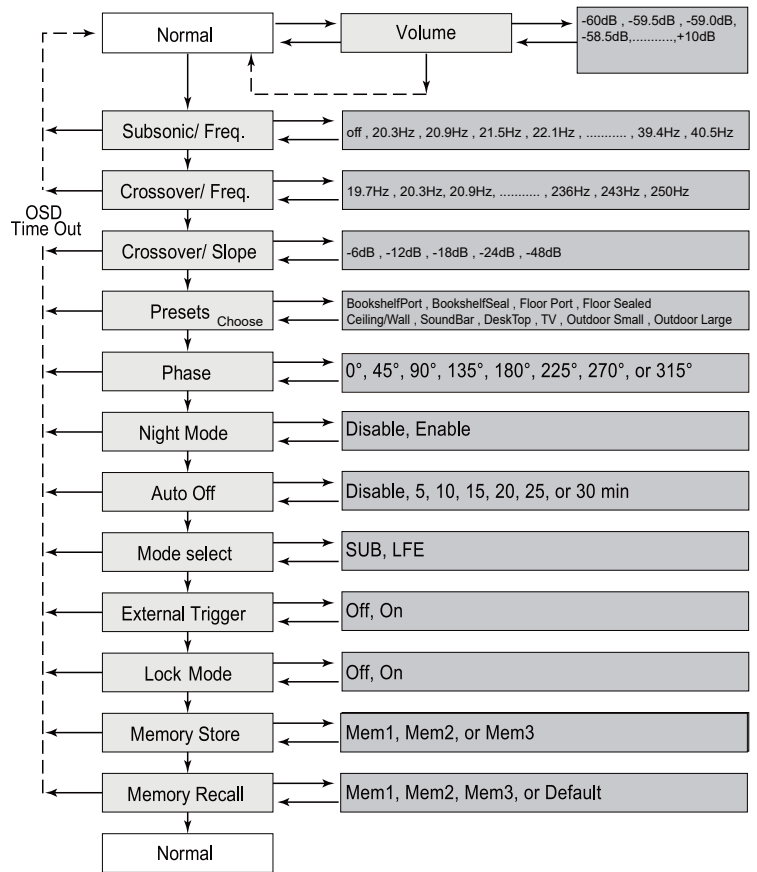 Normal
Volume
-60dB , -59.5dB , -59.0dB,
-58.5dB,...........,+10dB
Subsonic/ Freq.
off , 20.3Hz , 20.9Hz , 21.5Hz , 22.1Hz , ........... , 39.4Hz , 40.5Hz
Crossover/ Freq.
19.7Hz , 20.3Hz, 20.9Hz, ........... , 236Hz , 243Hz , 250Hz
OSD
Time Out
Crossover/ Slope
-6dB , -12dB , -18dB , -24dB , -48dB
Presets Choose
BookshelfPort , BookshelfSeal , Floor Port , Floor Sealed
Ceiling/Wall , SoundBar , DeskTop , TV , Outdoor Small , Outdoor Large
Phase
0°, 45°, 90°, 135°, 180°, 225°, 270°, or 315°
Night Mode
Disable, Enable
Auto Off
Disable, 5, 10, 15, 20, 25, or 30 min
Mode select
SUB, LFE
External Trigger
Off, On
Lock Mode
Off, On
Memory Store
Mem1, Mem2, or Mem3
Memory Recall
Mem1, Mem2, Mem3, or Default
Normal